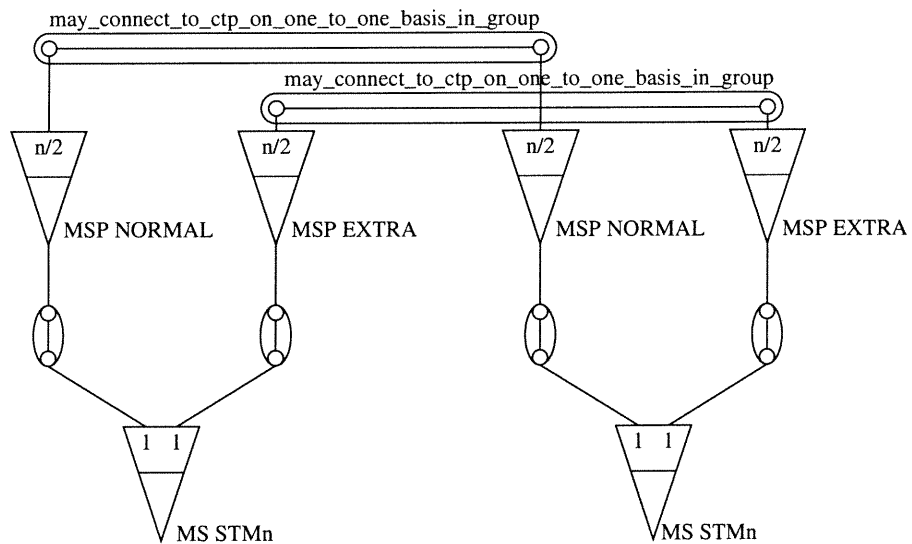 may_connect_to_ctp_on_one_to_one_basis_in_group
may_connect_to_ctp_on_one_to_one_basis_in_group
n/2 n/2 n/2 n/2
MSP NORMAL MSP EXTRA MSP NORMAL MSP EXTRA
1 1 1 1
MS STMn MS STMn